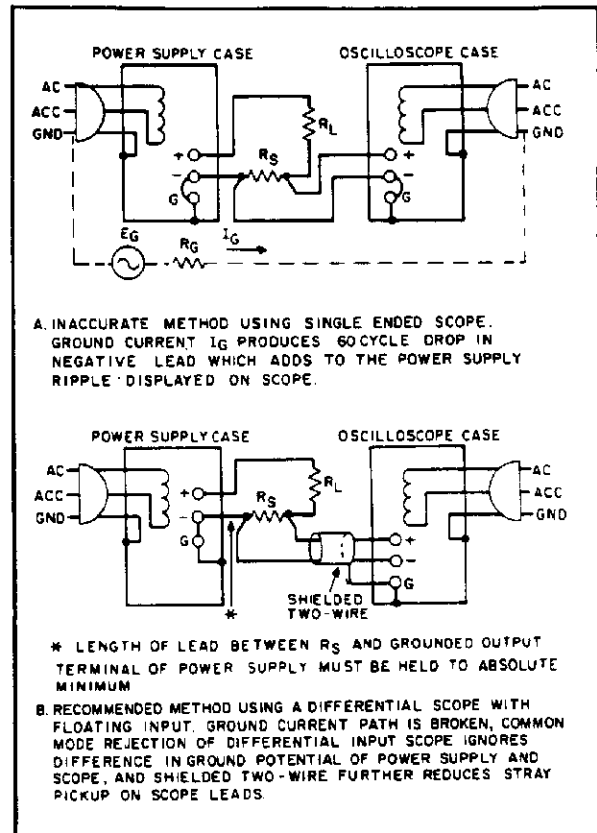 POWER SUPPLY CASE
OSCILLOSCOPE CASE
AC
ACC
GND
+
-
G
RS
RL
+
-
G
AC
ACC
GND
EG
RG
IG
A. INACCURATE METHOD USING SINGLE ENDED SCOPE.
GROUND CURRENT IG PRODUCES 60 CYCLE DROP IN
NEGATIVE LEAD WHICH ADDS TO THE POWER SUPPLY
RIPPLE DISPLAYED ON SCOPE.
POWER SUPPLY CASE
OSCILLOSCOPE CASE
AC
ACC
GND
+
-
G
RS
RL
+
-
G
AC
ACC
GND
*
SHIELDED
TWO-WIRE
* LENGTH OF LEAD BETWEEN RS AND GROUNDED OUTPUT
TERMINAL OF POWER SUPPLY MUST BE HELD TO ABSOLUTE
MINIMUM
B. RECOMMENDED METHOD USING A DIFFERENTIAL SCOPE WITH
FLOATING INPUT. GROUND CURRENT PATH IS BROKEN, COMMON
MODE REJECTION OF DIFFERENTIAL INPUT SCOPE IGNORES
DIFFERENCE IN GROUND POTENTIAL OF POWER SUPPLY AND
SCOPE, AND SHIELDED TWO-WIRE FURTHER REDUCES STRAY
PICKUP ON SCOPE LEADS.